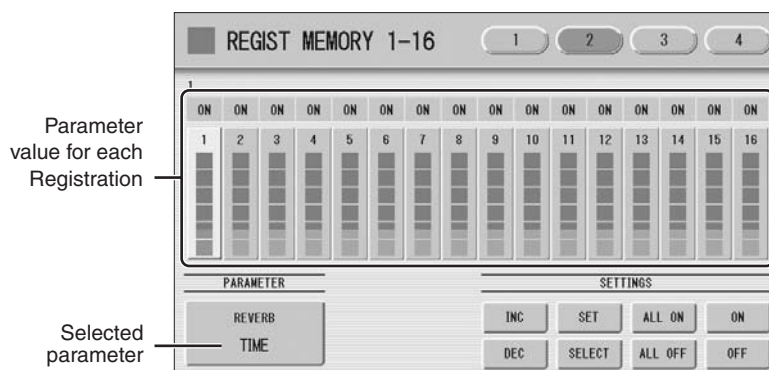 REGIST MEMORY 1-16 1 2 3 4
1
ON ON ON ON ON ON ON ON ON ON ON ON ON ON ON ON
1 2 3 4 5 6 7 8 9 10 11 12 13 14 15 16
Parameter
value for each
Registration
PARAMETER SETTINGS
REVERB
TIME
INC SET ALL ON ON
DEC SELECT ALL OFF OFF
Selected
parameter